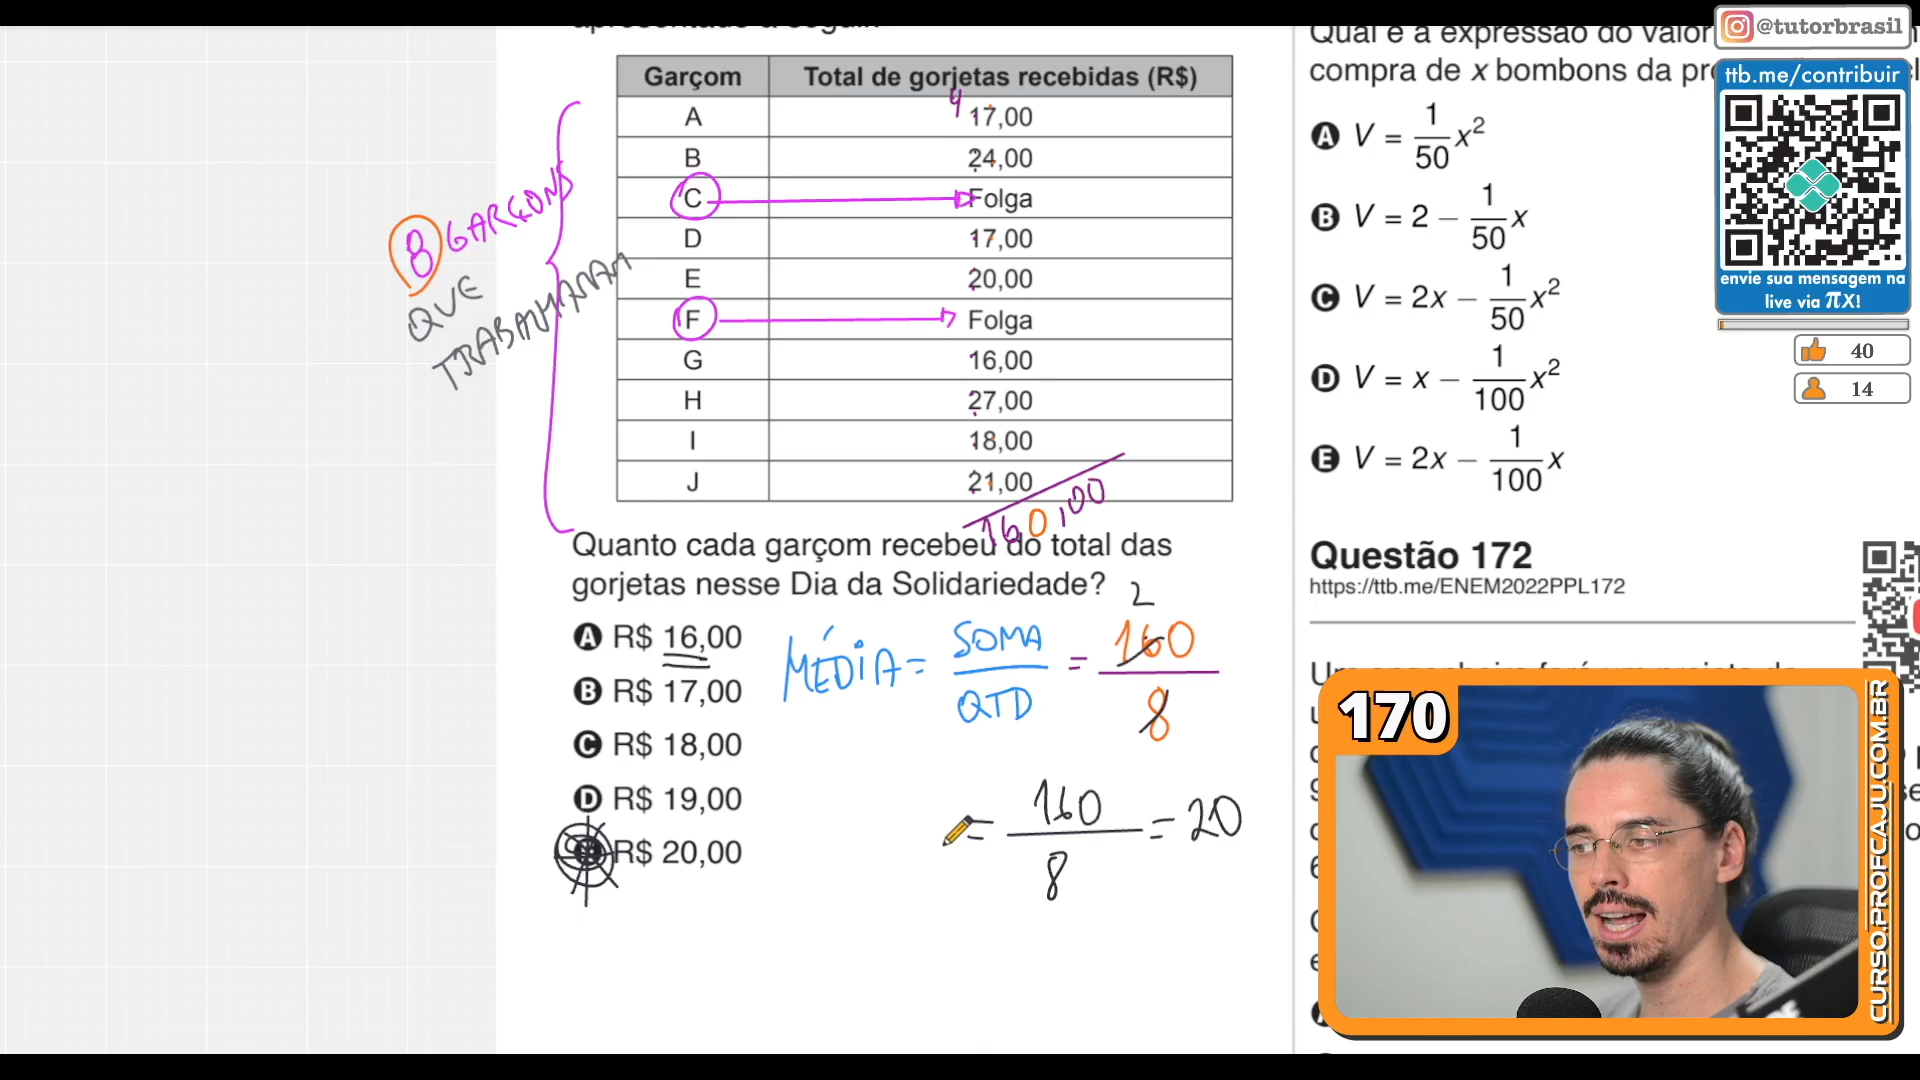 Garçom Total de gorjetas recebidas (R$)
4
A 17,00
B 24,00
C Folga
D 17,00
E 20,00
F Folga
G 16,00
H 27,00
I 18,00
J 21,00
160,00
8 GARÇONS
QUE
TRABALHARAM
Quanto cada garçom recebeu do total das
gorjetas nesse Dia da Solidariedade?
A R$ 16,00
B R$ 17,00
C R$ 18,00
D R$ 19,00
R$ 20,00
MÉDIA = SOMA / QTD = 160 / 8
2
= 160 / 8 = 20
compra de x bombons da
A V = 1/50 x²
B V = 2 − 1/50 x
C V = 2x − 1/50 x²
D V = x − 1/100 x²
E V = 2x − 1/100 x
Questão 172
https://ttb.me/ENEM2022PPL172
@tutorbrasil
ttb.me/contribuir
envie sua mensagem na
live via πX!
40
14
170
CURSO.PROFCAJU.COM.BR